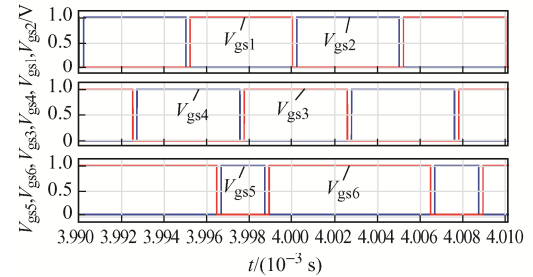 V_gs5,V_gs6, V_gs3,V_gs4, V_gs1,V_gs2/V
1.0
0.5
0
V_gs1
V_gs2
1.0
0.5
0
V_gs4
V_gs3
1.0
0.5
0
V_gs5
V_gs6
3.990 3.992 3.994 3.996 3.998 4.000 4.002 4.004 4.006 4.008 4.010
t/(10^-3 s)